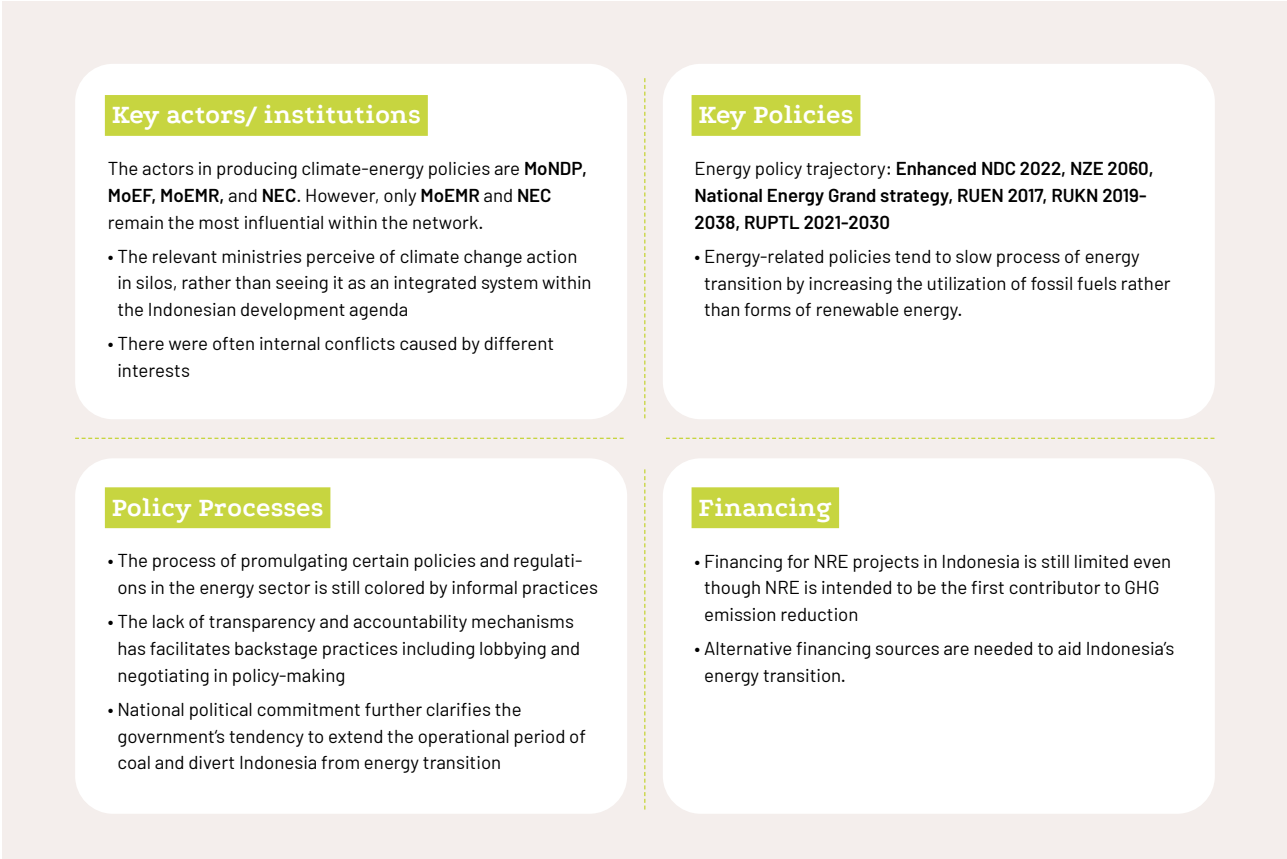 Key actors/ institutions
The actors in producing climate-energy policies are MoNDP,
MoEF, MoEMR, and NEC. However, only MoEMR and NEC
remain the most influential within the network.
• The relevant ministries perceive of climate change action
in silos, rather than seeing it as an integrated system within
the Indonesian development agenda
• There were often internal conflicts caused by different
interests
Key Policies
Energy policy trajectory: Enhanced NDC 2022, NZE 2060,
National Energy Grand strategy, RUEN 2017, RUKN 2019-
2038, RUPTL 2021-2030
• Energy-related policies tend to slow process of energy
transition by increasing the utilization of fossil fuels rather
than forms of renewable energy.
Policy Processes
• The process of promulgating certain policies and regulati-
ons in the energy sector is still colored by informal practices
• The lack of transparency and accountability mechanisms
has facilitates backstage practices including lobbying and
negotiating in policy-making
• National political commitment further clarifies the
government's tendency to extend the operational period of
coal and divert Indonesia from energy transition
Financing
• Financing for NRE projects in Indonesia is still limited even
though NRE is intended to be the first contributor to GHG
emission reduction
• Alternative financing sources are needed to aid Indonesia's
energy transition.